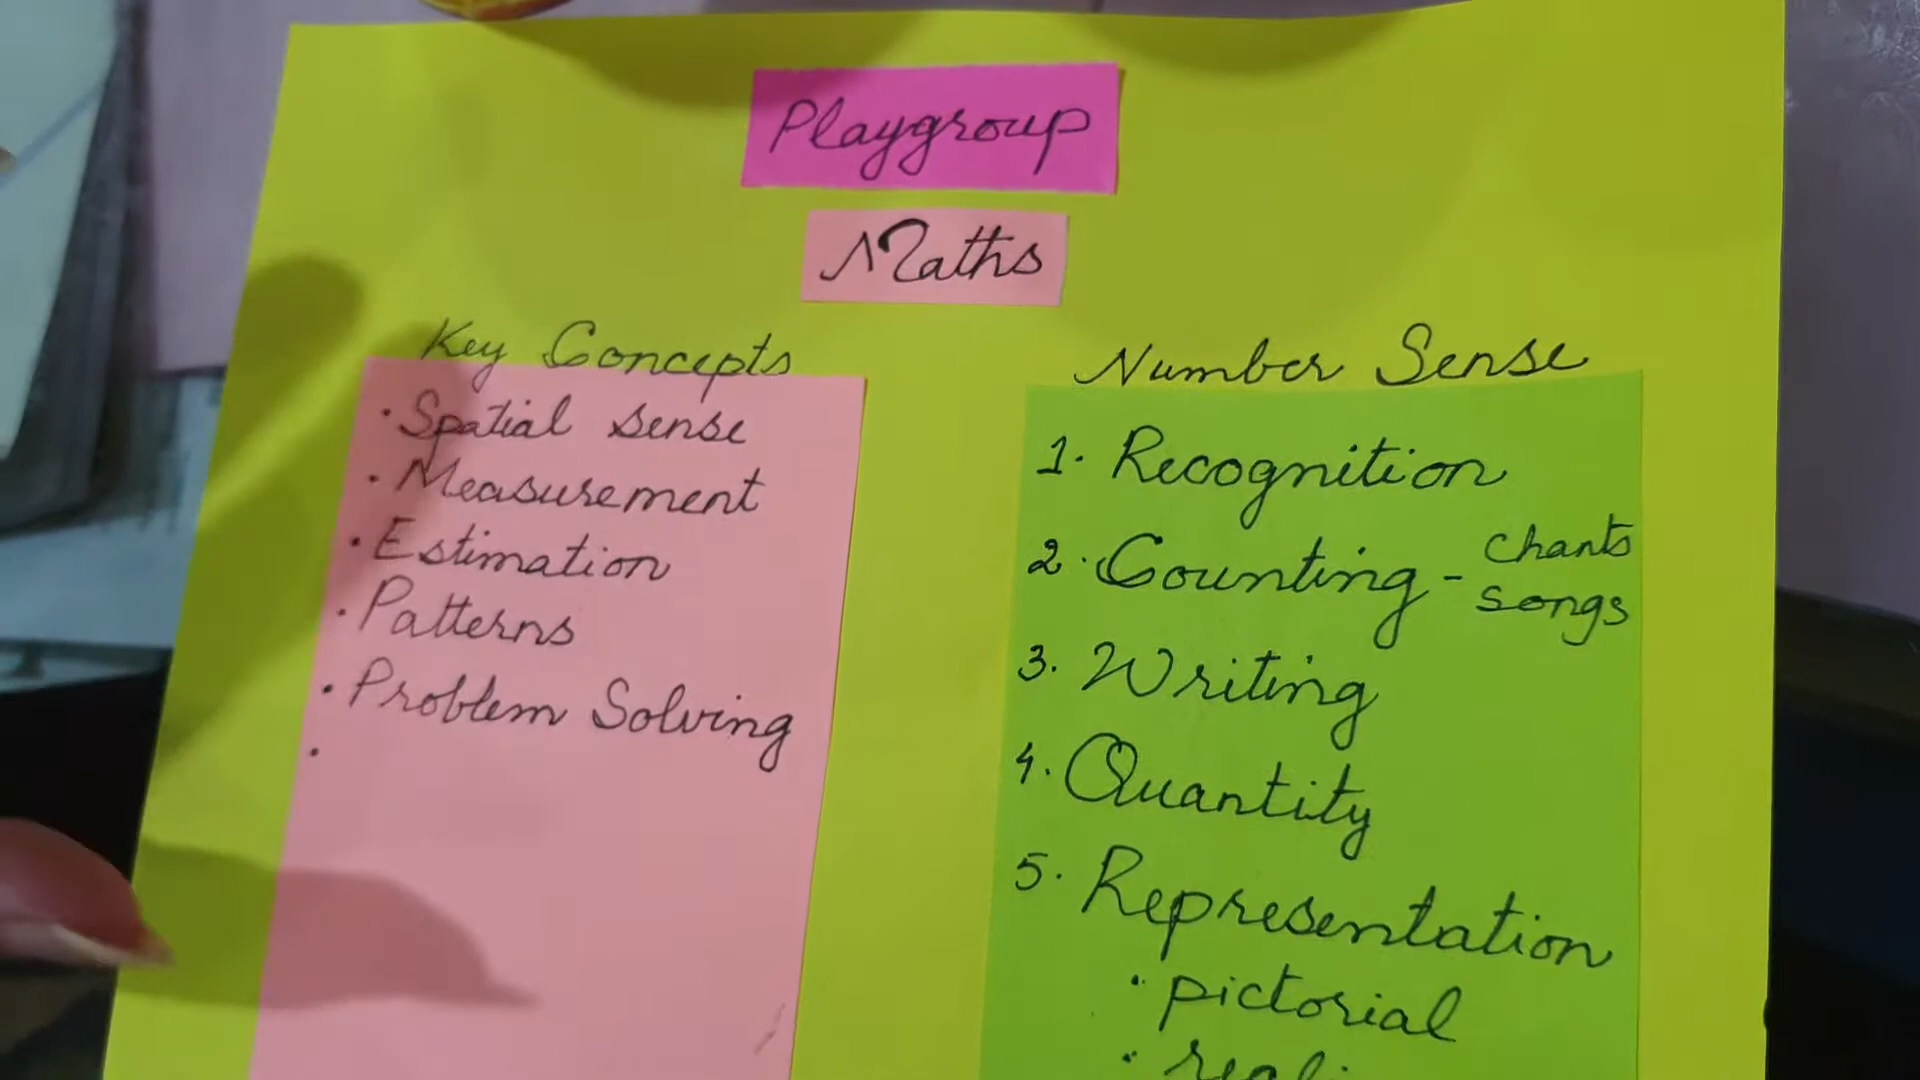 Playgroup
Maths
Key Concepts
• Spatial sense
• Measurement
• Estimation
• Patterns
• Problem Solving
•
Number Sense
1. Recognition
2. Counting - chants
songs
3. Writing
4. Quantity
5. Representation
• pictorial